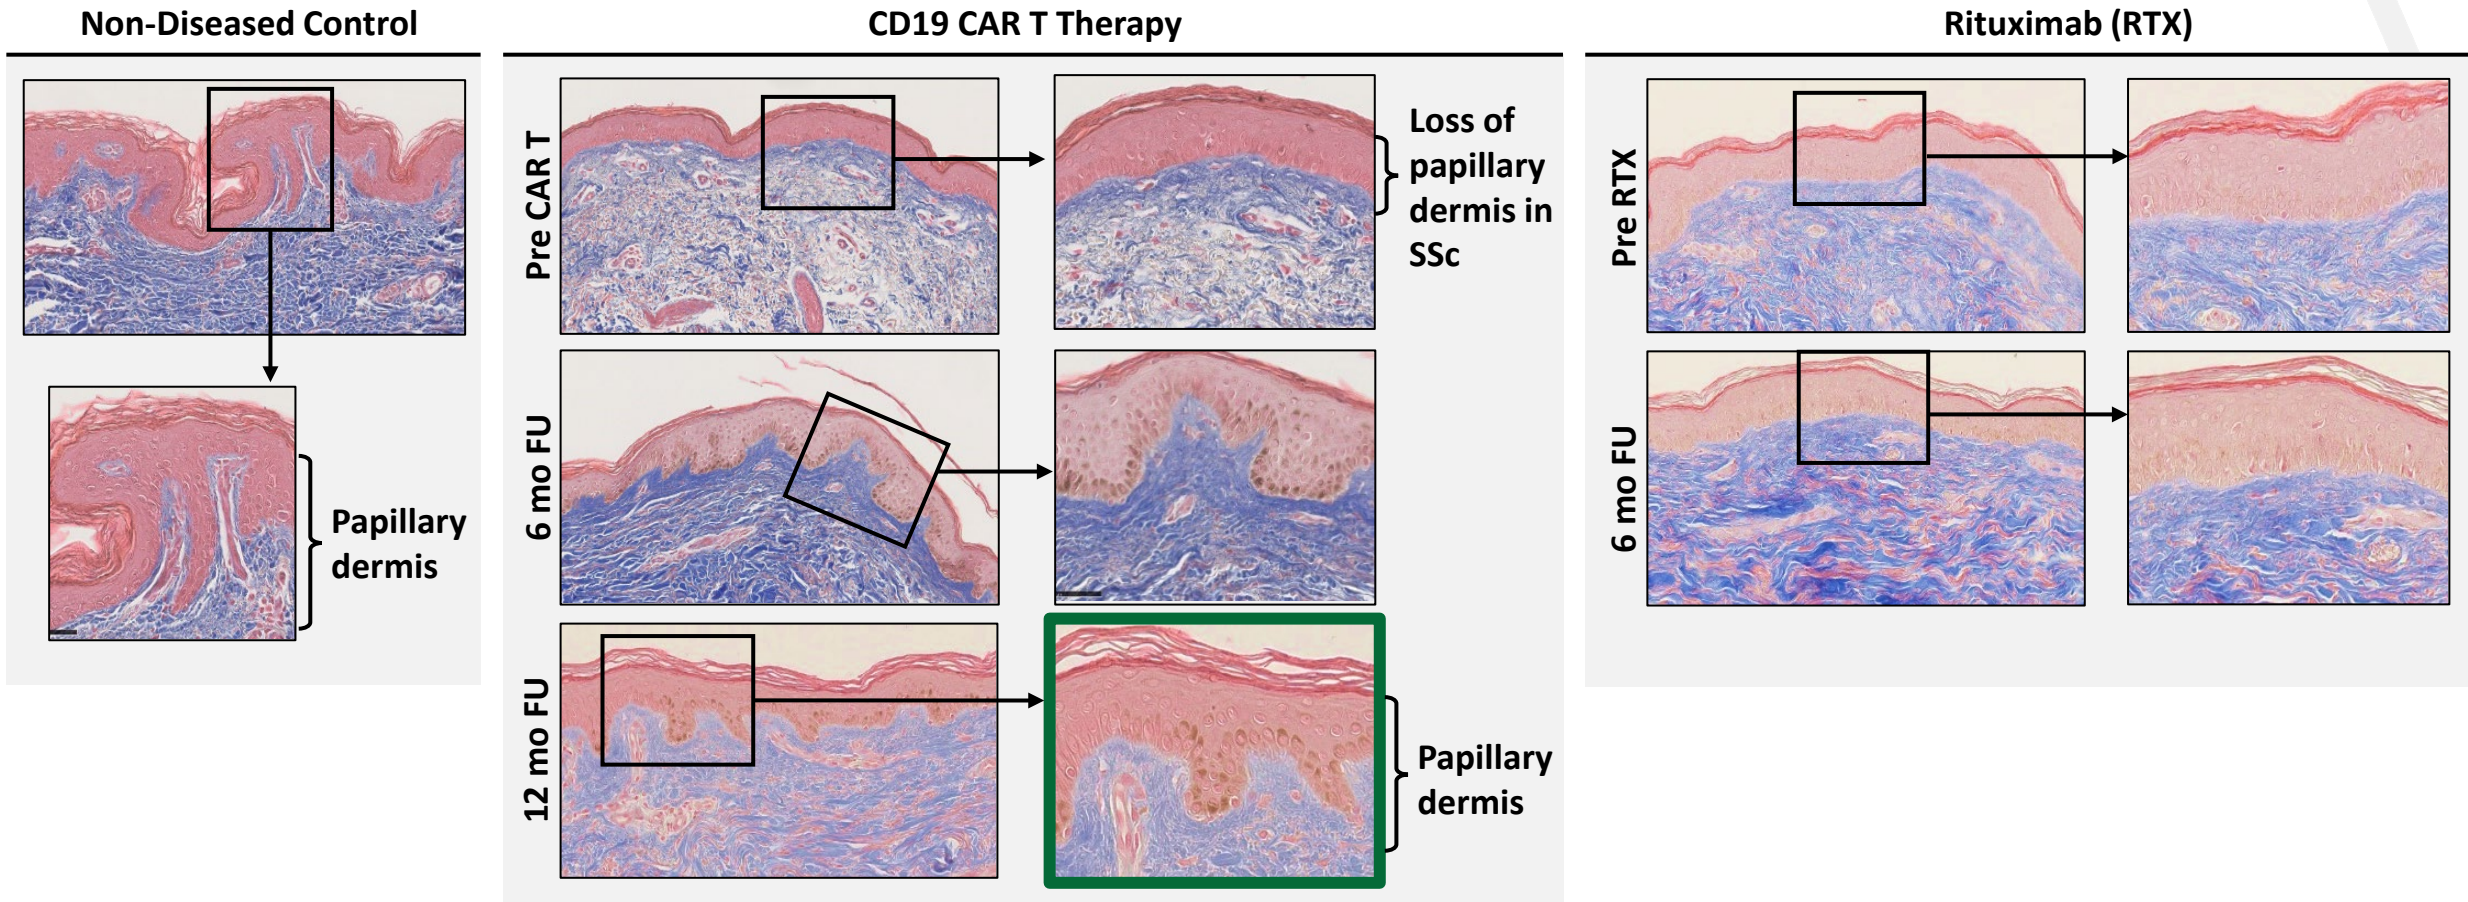 Non-Diseased Control
Papillary
dermis
CD19 CAR T Therapy
Pre CAR T
Loss of
papillary
dermis in
SSc
6 mo FU
12 mo FU
Papillary
dermis
Rituximab (RTX)
Pre RTX
6 mo FU